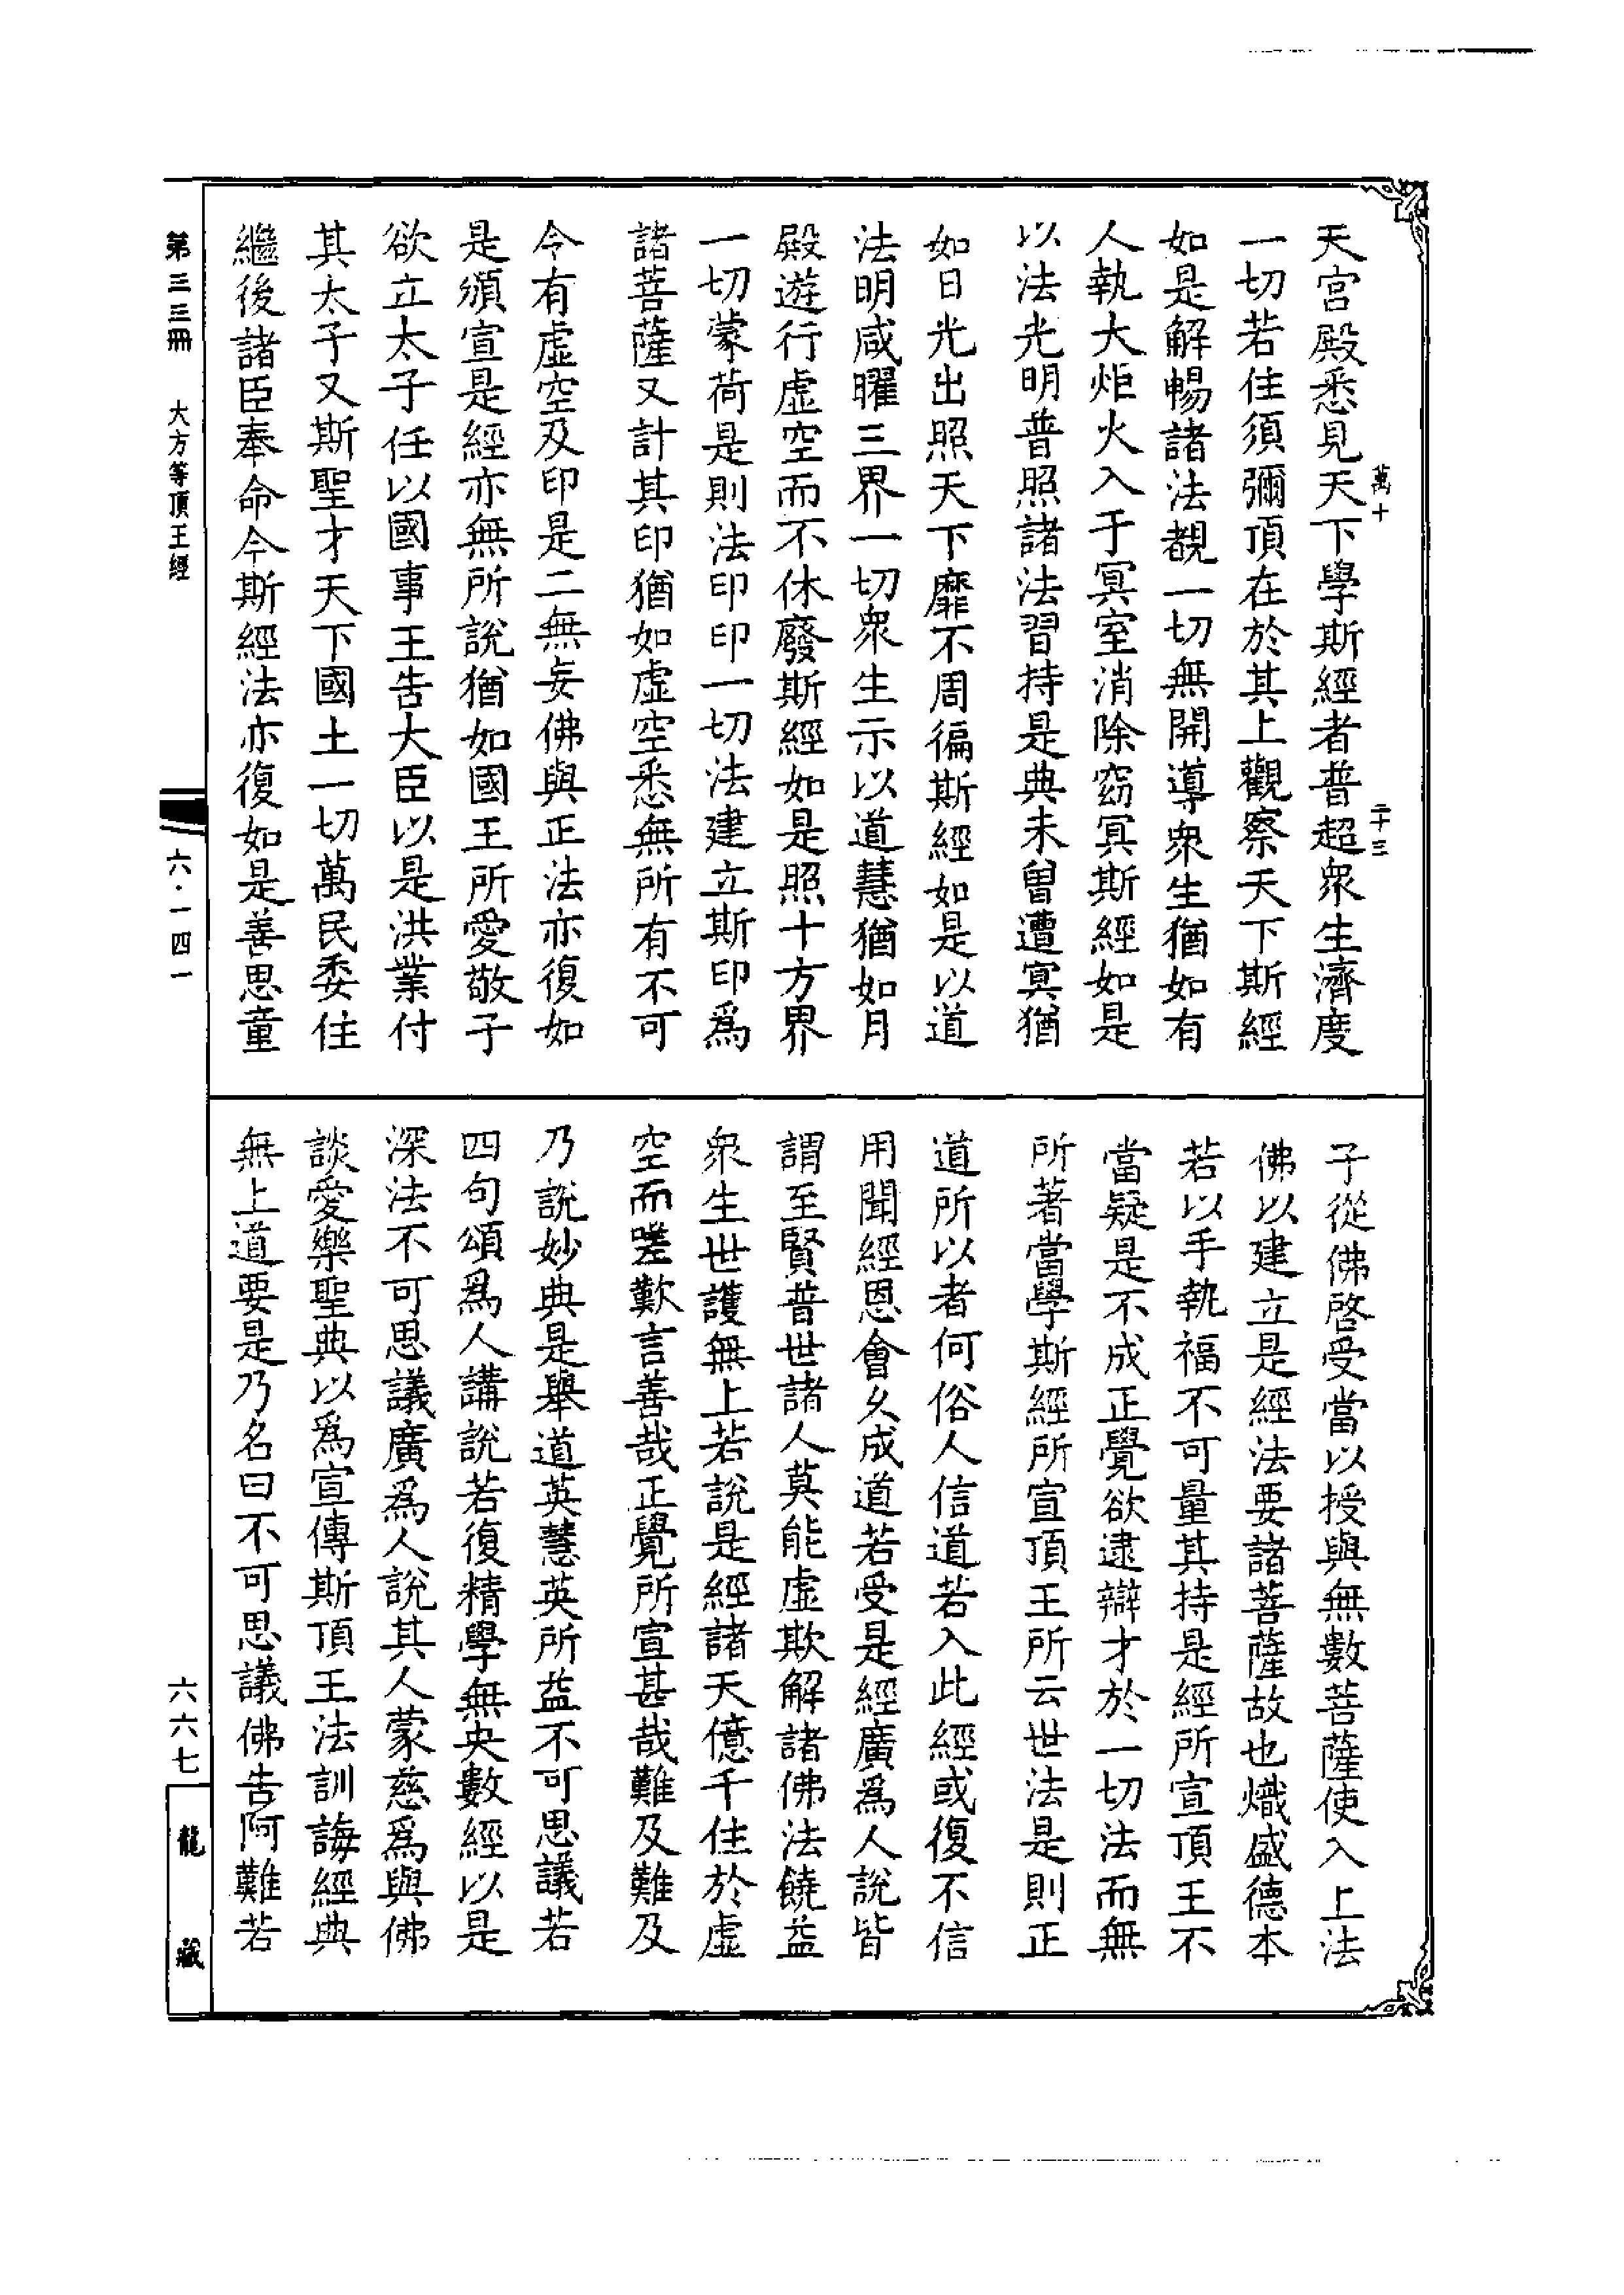 天宮殿悉見天下學斯經者普超衆生濟度
萬十
二十三
一切若住須彌頂在於其上觀察天下斯經
如是解暢諸法覩一切無開導衆生猶如有
人執大炬火入于冥室消除窈冥斯經如是
以法光明普照諸法習持是典未曾遭冥猶
如日光出照天下靡不周徧斯經如是以道
法明咸曜三界一切衆生示以道慧猶如月
殿遊行虛空而不休廢斯經如是照十方界
一切蒙荷是則法印印一切法建立斯印爲
諸菩薩又計其印猶如虛空悉無所有不可
令有虛空及印是二無妄佛與正法亦復如
是頒宣是經亦無所說猶如國王所愛敬子
欲立太子任以國事王告大臣以是洪業付
其太子又斯聖才天下國土一切萬民委住
繼後諸臣奉命今斯經法亦復如是善思童
子從佛啓受當以授與無數菩薩使入上法
佛以建立是經法要諸菩薩故也熾盛德本
若以手執福不可量其持是經所宣頂王不
當疑是不成正覺欲逮辯才於一切法而無
所著當學斯經所宣頂王所云世法是則正
道所以者何俗人信道若入此經或復不信
用聞經恩會久成道若受是經廣爲人說皆
謂至賢普世諸人莫能虛欺解諸佛法饒益
衆生世護無上若說是經諸天億千住於虛
空而嗟歎言善哉正覺所宣甚哉難及難及
乃說妙典是舉道英慧英所益不可思議若
四句頌爲人講說若復精學無央數經以是
深法不可思議廣爲人說其人蒙慈爲與佛
談愛樂聖典以爲宣傳斯頂王法訓誨經典
無上道要是乃名曰不可思議佛告阿難若
第三三冊 大方等頂王經
六·一四一
六六七
龍藏